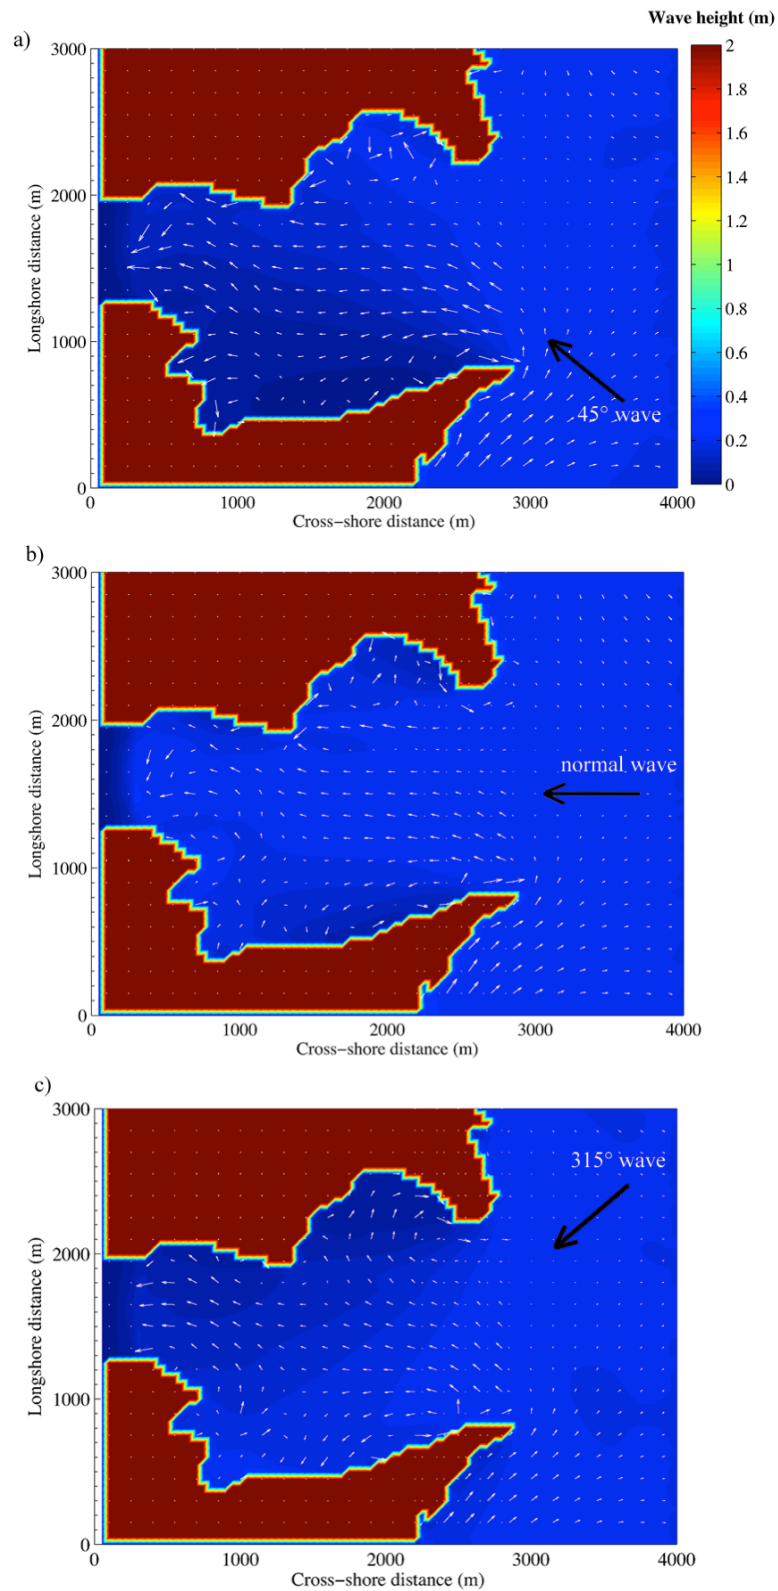 Wave height (m)
a)
3000
2000
1000
0
Longshore distance (m)
0
1000
2000
3000
4000
Cross−shore distance (m)
45° wave
2
1.8
1.6
1.4
1.2
1
0.8
0.6
0.4
0.2
0
b)
3000
2000
1000
0
Longshore distance (m)
normal wave
0
1000
2000
3000
4000
Cross−shore distance (m)
c)
3000
2000
1000
0
Longshore distance (m)
315° wave
0
1000
2000
3000
4000
Cross−shore distance (m)